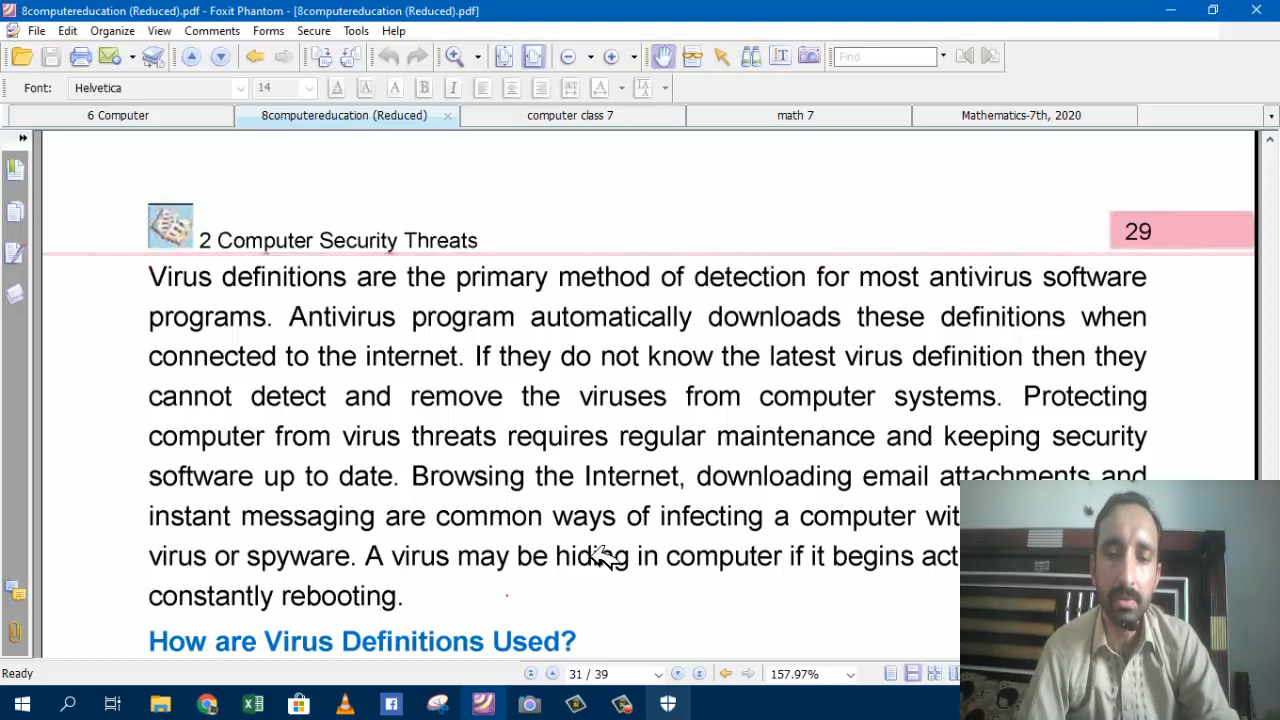 8computereducation (Reduced).pdf - Foxit Phantom - [8computereducation (Reduced).pdf]
File Edit Organize View Comments Forms Secure Tools Help
Find
Font: Helvetica 14
6 Computer 8computereducation (Reduced) computer class 7 math 7 Mathematics-7th, 2020
2 Computer Security Threats 29
Virus definitions are the primary method of detection for most antivirus software
programs. Antivirus program automatically downloads these definitions when
connected to the internet. If they do not know the latest virus definition then they
cannot detect and remove the viruses from computer systems. Protecting
computer from virus threats requires regular maintenance and keeping security
software up to date. Browsing the Internet, downloading email attachments and
instant messaging are common ways of infecting a computer wit
virus or spyware. A virus may be hiding in computer if it begins act
constantly rebooting.
How are Virus Definitions Used?
Ready 31 / 39 157.97%